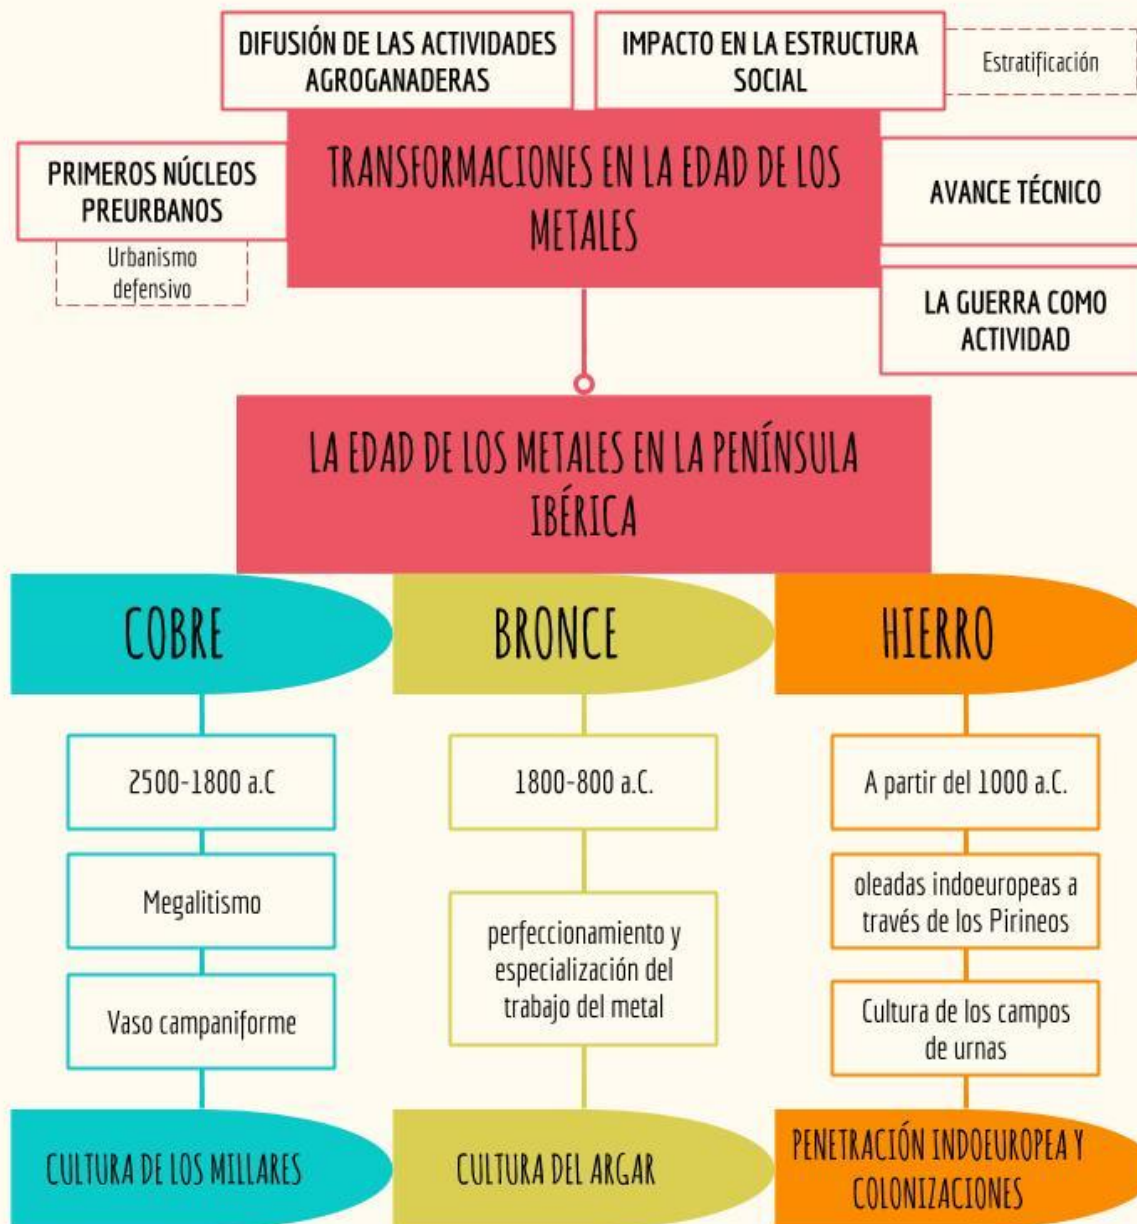 DIFUSIÓN DE LAS ACTIVIDADES
AGROGANADERAS
IMPACTO EN LA ESTRUCTURA
SOCIAL
Estratificación
PRIMEROS NÚCLEOS
PREURBANOS
Urbanismo
defensivo
TRANSFORMACIONES EN LA EDAD DE LOS
METALES
AVANCE TÉCNICO
LA GUERRA COMO
ACTIVIDAD
LA EDAD DE LOS METALES EN LA PENÍNSULA
IBÉRICA
COBRE
2500-1800 a.C
Megalitismo
Vaso campaniforme
CULTURA DE LOS MILLARES
BRONCE
1800-800 a.C.
perfeccionamiento y
especialización del
trabajo del metal
CULTURA DEL ARGAR
HIERRO
A partir del 1000 a.C.
oleadas indoeuropeas a
través de los Pirineos
Cultura de los campos
de urnas
PENETRACIÓN INDOEUROPEA Y
COLONIZACIONES